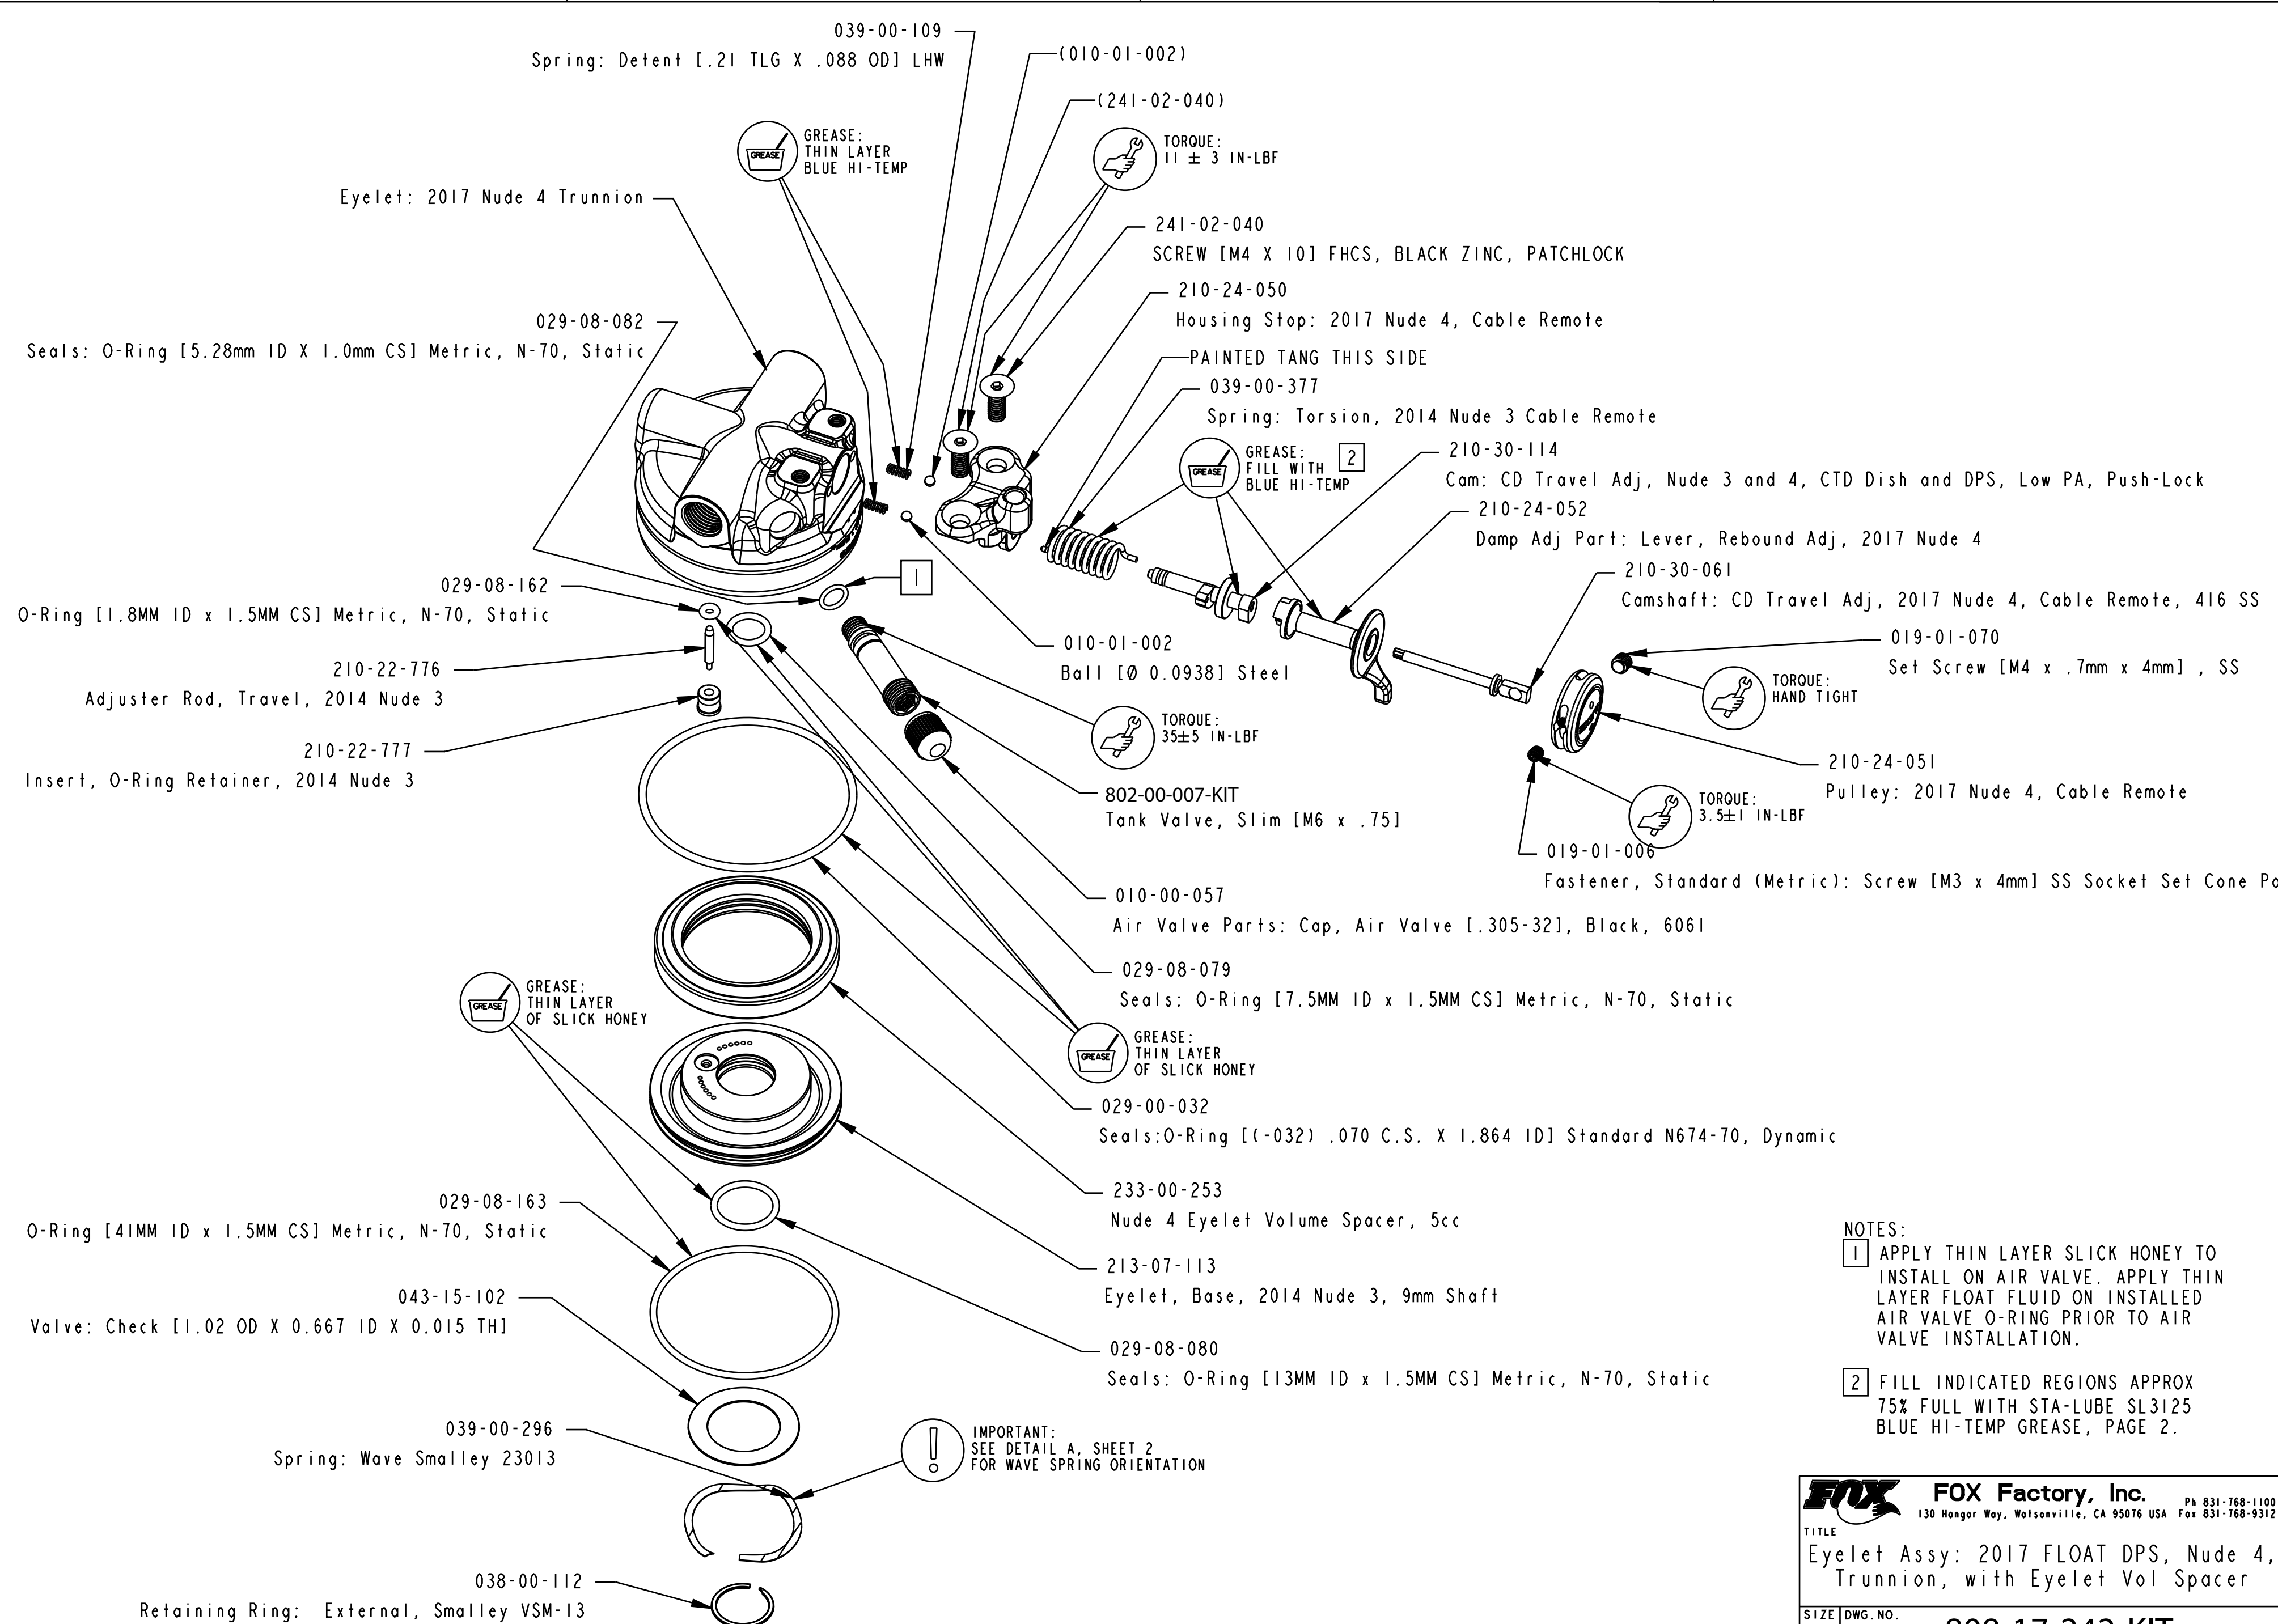 039-00-109
Spring: Detent [.21 TLG X .088 OD] LHW
(010-01-002)
(241-02-040)
GREASE
GREASE:
THIN LAYER
BLUE HI-TEMP
TORQUE:
11 ± 3 IN-LBF
Eyelet: 2017 Nude 4 Trunnion
241-02-040
SCREW [M4 X 10] FHCS, BLACK ZINC, PATCHLOCK
210-24-050
Housing Stop: 2017 Nude 4, Cable Remote
029-08-082
Seals: O-Ring [5.28mm ID X 1.0mm CS] Metric, N-70, Static
PAINTED TANG THIS SIDE
039-00-377
Spring: Torsion, 2014 Nude 3 Cable Remote
GREASE
GREASE:
FILL WITH 2
BLUE HI-TEMP
210-30-114
Cam: CD Travel Adj, Nude 3 and 4, CTD Dish and DPS, Low PA, Push-Lock
210-24-052
Damp Adj Part: Lever, Rebound Adj, 2017 Nude 4
210-30-061
Camshaft: CD Travel Adj, 2017 Nude 4, Cable Remote, 416 SS
1
029-08-162
O-Ring [1.8MM ID x 1.5MM CS] Metric, N-70, Static
019-01-070
Set Screw [M4 x .7mm x 4mm] , SS
010-01-002
Ball [Ø 0.0938] Steel
210-22-776
Adjuster Rod, Travel, 2014 Nude 3
TORQUE:
HAND TIGHT
TORQUE:
35±5 IN-LBF
210-22-777
Insert, O-Ring Retainer, 2014 Nude 3
210-24-051
Pulley: 2017 Nude 4, Cable Remote
802-00-007-KIT
Tank Valve, Slim [M6 x .75]
TORQUE:
3.5±1 IN-LBF
019-01-006
Fastener, Standard (Metric): Screw [M3 x 4mm] SS Socket Set Cone Po
010-00-057
Air Valve Parts: Cap, Air Valve [.305-32], Black, 6061
029-08-079
Seals: O-Ring [7.5MM ID x 1.5MM CS] Metric, N-70, Static
GREASE
GREASE:
THIN LAYER
OF SLICK HONEY
GREASE
GREASE:
THIN LAYER
OF SLICK HONEY
029-00-032
Seals:O-Ring [(-032) .070 C.S. X 1.864 ID] Standard N674-70, Dynamic
233-00-253
Nude 4 Eyelet Volume Spacer, 5cc
029-08-163
O-Ring [41MM ID x 1.5MM CS] Metric, N-70, Static
213-07-113
Eyelet, Base, 2014 Nude 3, 9mm Shaft
043-15-102
Valve: Check [1.02 OD X 0.667 ID X 0.015 TH]
029-08-080
Seals: O-Ring [13MM ID x 1.5MM CS] Metric, N-70, Static
039-00-296
Spring: Wave Smalley 23013
IMPORTANT:
SEE DETAIL A, SHEET 2
FOR WAVE SPRING ORIENTATION
038-00-112
Retaining Ring: External, Smalley VSM-13
NOTES:
1 APPLY THIN LAYER SLICK HONEY TO
INSTALL ON AIR VALVE. APPLY THIN
LAYER FLOAT FLUID ON INSTALLED
AIR VALVE O-RING PRIOR TO AIR
VALVE INSTALLATION.
2 FILL INDICATED REGIONS APPROX
75% FULL WITH STA-LUBE SL3125
BLUE HI-TEMP GREASE, PAGE 2.
FOX
FOX Factory, Inc.
Ph 831-768-1100
130 Hangar Way, Watsonville, CA 95076 USA Fax 831-768-9312
TITLE
Eyelet Assy: 2017 FLOAT DPS, Nude 4,
Trunnion, with Eyelet Vol Spacer
SIZE DWG.NO.
808-17-242-KIT